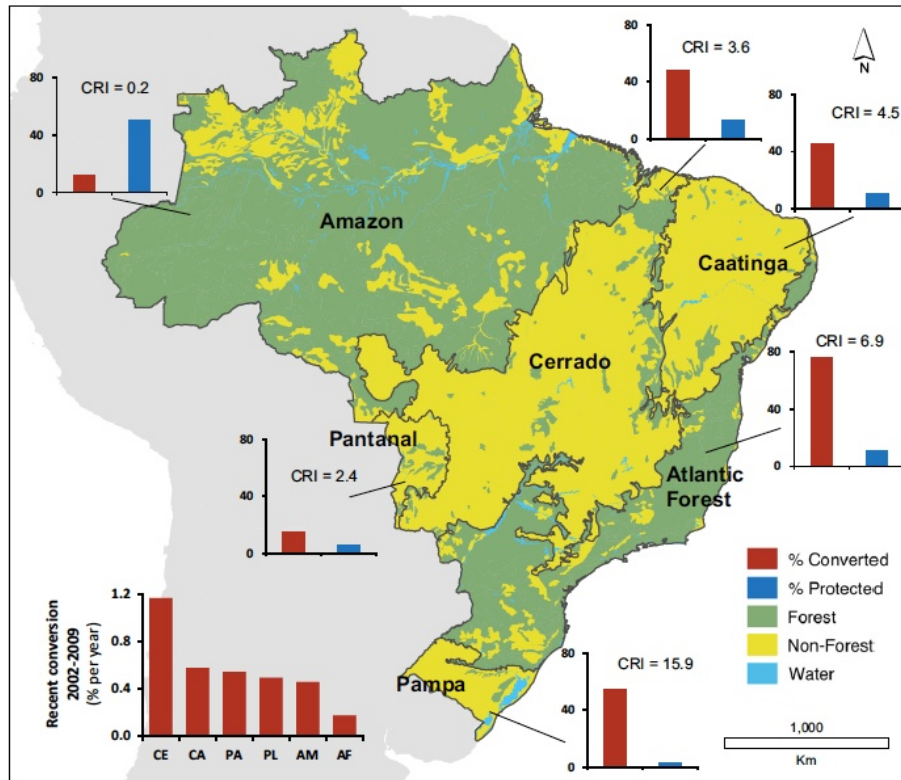 CRI = 0.2
80
40
0
CRI = 3.6
80
40
0
N
CRI = 4.5
80
40
0
Amazon
Caatinga
Cerrado
CRI = 6.9
80
40
0
Pantanal
Atlantic
Forest
CRI = 2.4
80
40
0
% Converted
% Protected
Forest
Non-Forest
Water
Recent conversion
2002-2009
(% per year)
1.2
0.8
0.4
0.0
CE CA PA PL AM AF
Pampa
CRI = 15.9
80
40
0
1,000
Km